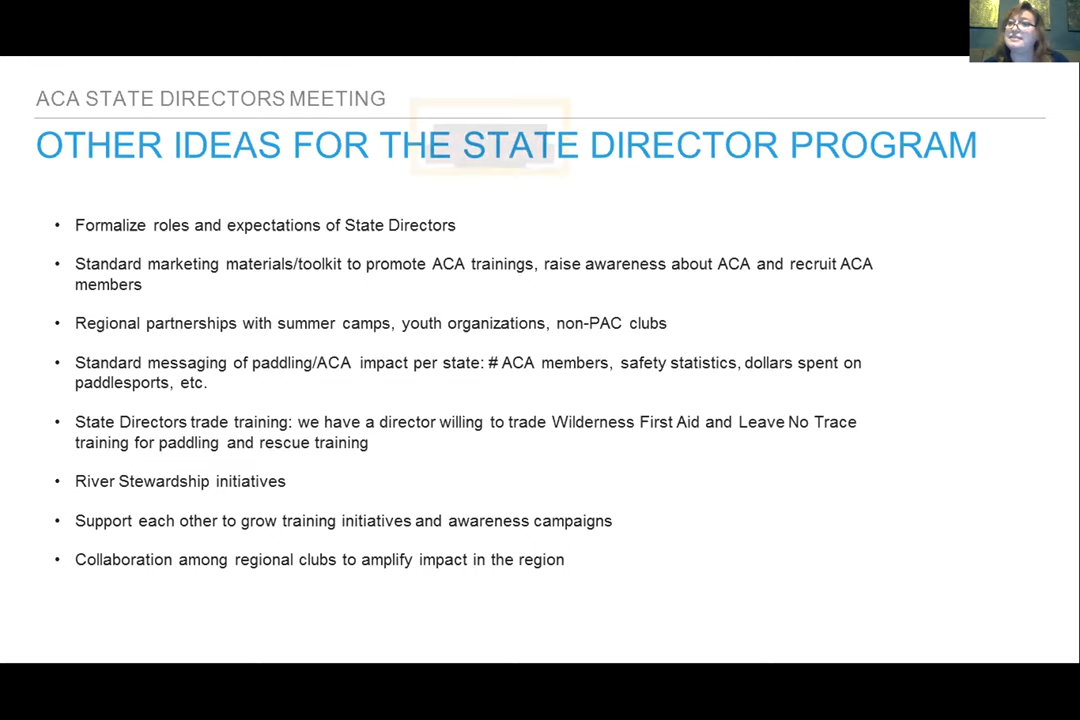 ACA STATE DIRECTORS MEETING
OTHER IDEAS FOR THE STATE DIRECTOR PROGRAM
• Formalize roles and expectations of State Directors
• Standard marketing materials/toolkit to promote ACA trainings, raise awareness about ACA and recruit ACA
members
• Regional partnerships with summer camps, youth organizations, non-PAC clubs
• Standard messaging of paddling/ACA impact per state: # ACA members, safety statistics, dollars spent on
paddlesports, etc.
• State Directors trade training: we have a director willing to trade Wilderness First Aid and Leave No Trace
training for paddling and rescue training
• River Stewardship initiatives
• Support each other to grow training initiatives and awareness campaigns
• Collaboration among regional clubs to amplify impact in the region